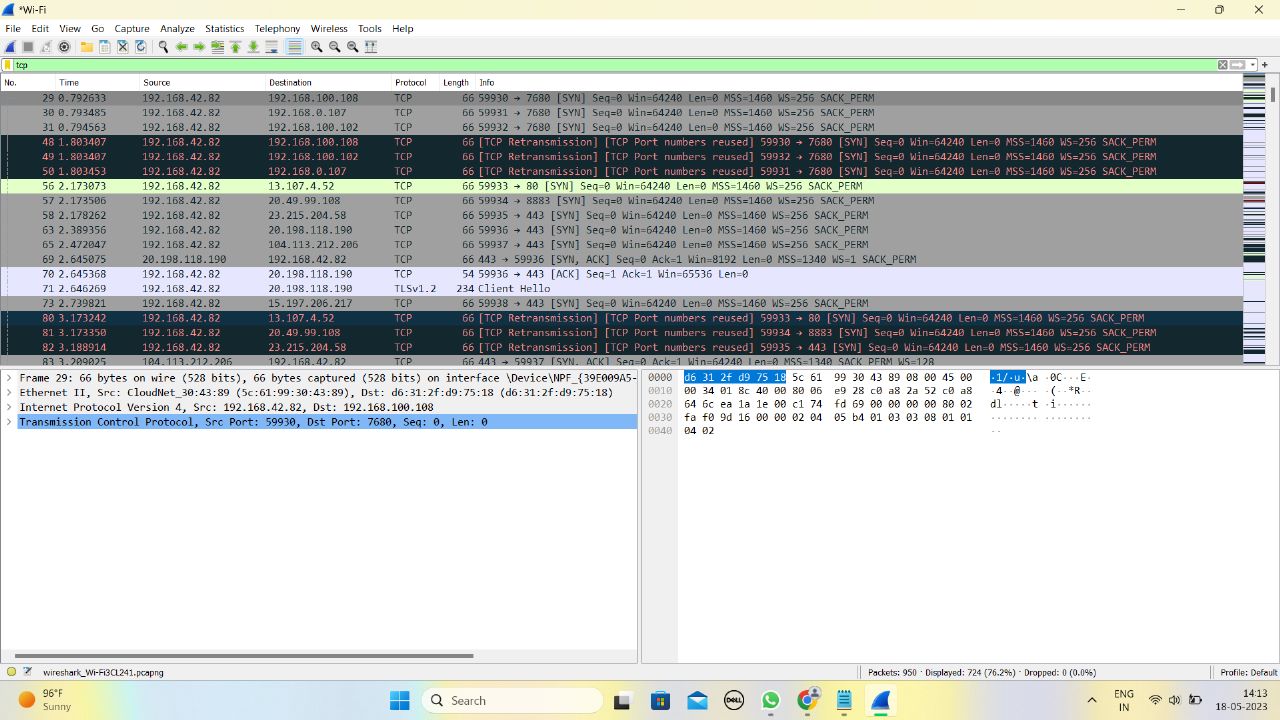 *Wi-Fi
File Edit View Go Capture Analyze Statistics Telephony Wireless Tools Help
tcp
No. Time Source Destination Protocol Length Info
29 0.792633 192.168.42.82 192.168.100.108 TCP 66 59930 → 7680 [SYN] Seq=0 Win=64240 Len=0 MSS=1460 WS=256 SACK_PERM
30 0.793485 192.168.42.82 192.168.0.107 TCP 66 59931 → 7680 [SYN] Seq=0 Win=64240 Len=0 MSS=1460 WS=256 SACK_PERM
31 0.794563 192.168.42.82 192.168.100.102 TCP 66 59932 → 7680 [SYN] Seq=0 Win=64240 Len=0 MSS=1460 WS=256 SACK_PERM
48 1.803407 192.168.42.82 192.168.100.108 TCP 66 [TCP Retransmission] [TCP Port numbers reused] 59930 → 7680 [SYN] Seq=0 Win=64240 Len=0 MSS=1460 WS=256 SACK_PERM
49 1.803407 192.168.42.82 192.168.100.102 TCP 66 [TCP Retransmission] [TCP Port numbers reused] 59932 → 7680 [SYN] Seq=0 Win=64240 Len=0 MSS=1460 WS=256 SACK_PERM
50 1.803453 192.168.42.82 192.168.0.107 TCP 66 [TCP Retransmission] [TCP Port numbers reused] 59931 → 7680 [SYN] Seq=0 Win=64240 Len=0 MSS=1460 WS=256 SACK_PERM
56 2.173073 192.168.42.82 13.107.4.52 TCP 66 59933 → 80 [SYN] Seq=0 Win=64240 Len=0 MSS=1460 WS=256 SACK_PERM
57 2.173506 192.168.42.82 20.49.99.108 TCP 66 59934 → 8883 [SYN] Seq=0 Win=64240 Len=0 MSS=1460 WS=256 SACK_PERM
58 2.178262 192.168.42.82 23.215.204.58 TCP 66 59935 → 443 [SYN] Seq=0 Win=64240 Len=0 MSS=1460 WS=256 SACK_PERM
63 2.389356 192.168.42.82 20.198.118.190 TCP 66 59936 → 443 [SYN] Seq=0 Win=64240 Len=0 MSS=1460 WS=256 SACK_PERM
65 2.472047 192.168.42.82 104.113.212.206 TCP 66 59937 → 443 [SYN] Seq=0 Win=64240 Len=0 MSS=1460 WS=256 SACK_PERM
69 2.645075 20.198.118.190 192.168.42.82 TCP 66 443 → 59936 [SYN, ACK] Seq=0 Ack=1 Win=8192 Len=0 MSS=1340 WS=1 SACK_PERM
70 2.645368 192.168.42.82 20.198.118.190 TCP 54 59936 → 443 [ACK] Seq=1 Ack=1 Win=65536 Len=0
71 2.646269 192.168.42.82 20.198.118.190 TLSv1.2 234 Client Hello
73 2.739821 192.168.42.82 15.197.206.217 TCP 66 59938 → 443 [SYN] Seq=0 Win=64240 Len=0 MSS=1460 WS=256 SACK_PERM
80 3.173242 192.168.42.82 13.107.4.52 TCP 66 [TCP Retransmission] [TCP Port numbers reused] 59933 → 80 [SYN] Seq=0 Win=64240 Len=0 MSS=1460 WS=256 SACK_PERM
81 3.173350 192.168.42.82 20.49.99.108 TCP 66 [TCP Retransmission] [TCP Port numbers reused] 59934 → 8883 [SYN] Seq=0 Win=64240 Len=0 MSS=1460 WS=256 SACK_PERM
82 3.188914 192.168.42.82 23.215.204.58 TCP 66 [TCP Retransmission] [TCP Port numbers reused] 59935 → 443 [SYN] Seq=0 Win=64240 Len=0 MSS=1460 WS=256 SACK_PERM
83 3.209025 104.113.212.206 192.168.42.82 TCP 66 443 → 59937 [SYN, ACK] Seq=0 Ack=1 Win=64240 Len=0 MSS=1340 SACK_PERM WS=128
Frame 29: 66 bytes on wire (528 bits), 66 bytes captured (528 bits) on interface \Device\NPF_{39E009A5-
Ethernet II, Src: CloudNet_30:43:89 (5c:61:99:30:43:89), Dst: d6:31:2f:d9:75:18 (d6:31:2f:d9:75:18)
Internet Protocol Version 4, Src: 192.168.42.82, Dst: 192.168.100.108
Transmission Control Protocol, Src Port: 59930, Dst Port: 7680, Seq: 0, Len: 0
0000 d6 31 2f d9 75 18 5c 61 99 30 43 89 08 00 45 00 ·1/·u·\a ·0C···E·
0010 00 34 01 8c 40 00 80 06 e9 28 c0 a8 2a 52 c0 a8 ·4··@··· ·(··*R··
0020 64 6c ea 1a 1e 00 c1 74 fd 69 00 00 00 00 80 02 dl·····t ·i······
0030 fa f0 9d 16 00 00 02 04 05 b4 01 03 03 08 01 01 ········ ········
0040 04 02 ··
wireshark_Wi-Fi3CL241.pcapng
Packets: 950 · Displayed: 724 (76.2%) · Dropped: 0 (0.0%)
Profile: Default
96°F
Sunny
Search
DELL
ENG
IN
14:13
18-05-2023